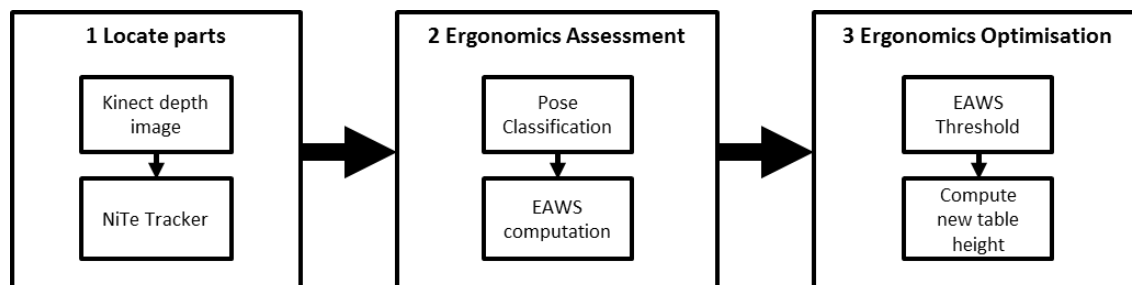 1 Locate parts
Kinect depth
image
NiTe Tracker
2 Ergonomics Assessment
Pose
Classification
EAWS
computation
3 Ergonomics Optimisation
EAWS
Threshold
Compute
new table
height